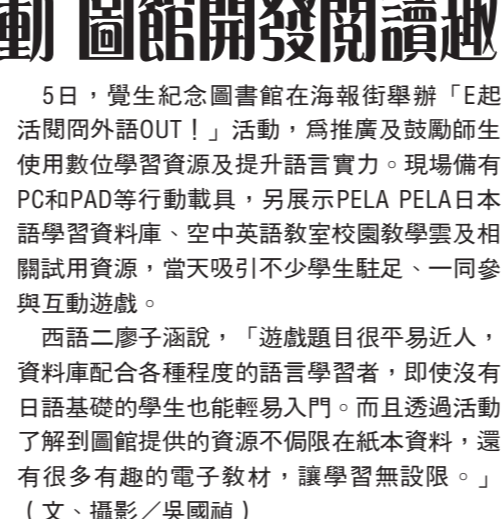 動 圖館開發閱讀趣
5日，覺生紀念圖書館在海報街舉辦「E起
活閱冏外語OUT！」活動，為推廣及鼓勵師生
使用數位學習資源及提升語言實力。現場備有
PC和PAD等行動載具，另展示PELA PELA日本
語學習資料庫、空中英語教室校園教學雲及相
關試用資源，當天吸引不少學生駐足、一同參
與互動遊戲。
西語二廖子涵說，「遊戲題目很平易近人，
資料庫配合各種程度的語言學習者，即使沒有
日語基礎的學生也能輕易入門。而且透過活動
了解到圖館提供的資源不侷限在紙本資料，還
有很多有趣的電子教材，讓學習無設限。」
（文、攝影／吳國禎）